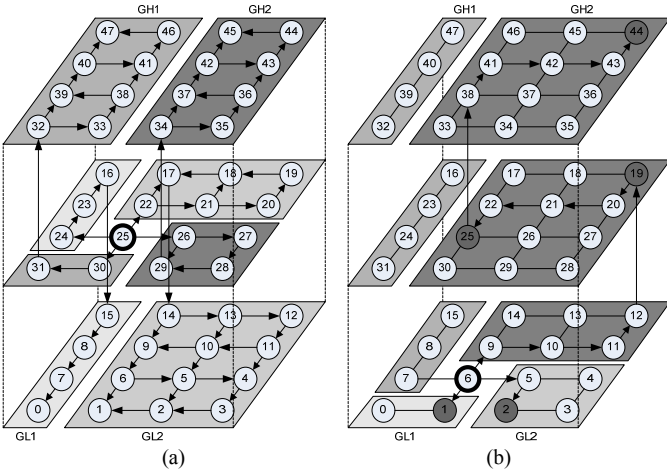 GH1 GH2 GH1 GH2
47 46 45 44 47 46 45 44
40 41 42 43 40 41 42 43
39 38 37 36 39 38 37 36
32 33 34 35 32 33 34 35
16 17 18 19 16 17 18 19
23 22 21 20 23 22 21 20
24 25 26 27 24 25 26 27
31 30 29 28 31 30 29 28
15 14 13 12 15 14 13 12
8 9 10 11 8 9 10 11
7 6 5 4 7 6 5 4
0 1 2 3 0 1 2 3
GL1 GL2 GL1 GL2
(a) (b)